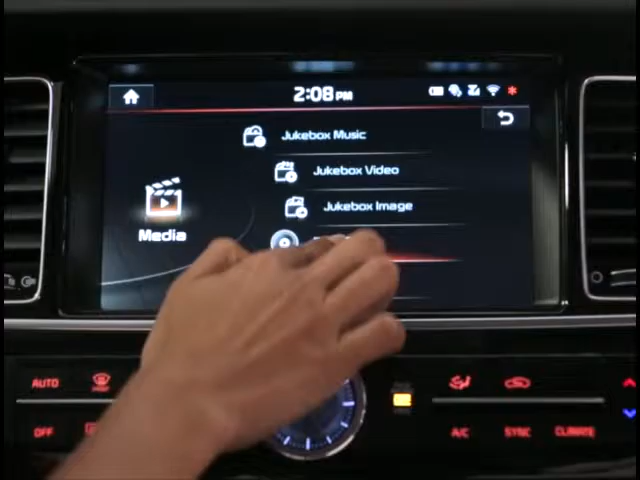 2:08 PM
Jukebox Music
Jukebox Video
Jukebox Image
Media
AUTO
OFF
A/C
SYNC
CLIMATE